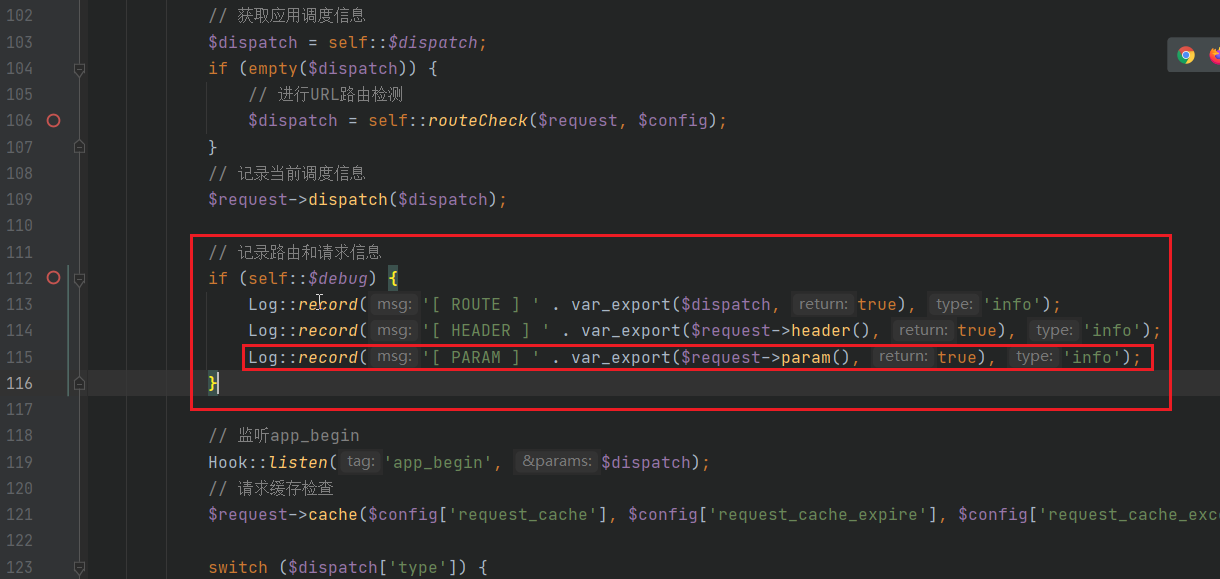 102 // 获取应用调度信息
103 $dispatch = self::$dispatch;
104 if (empty($dispatch)) {
105 // 进行URL路由检测
106 $dispatch = self::routeCheck($request, $config);
107 }
108 // 记录当前调度信息
109 $request->dispatch($dispatch);
110
111 // 记录路由和请求信息
112 if (self::$debug) {
113 Log::record( msg: '[ ROUTE ] ' . var_export($dispatch, return: true), type: 'info');
114 Log::record( msg: '[ HEADER ] ' . var_export($request->header(), return: true), type: 'info');
115 Log::record( msg: '[ PARAM ] ' . var_export($request->param(), return: true), type: 'info');
116 }
117
118 // 监听app_begin
119 Hook::listen( tag: 'app_begin', &params: $dispatch);
120 // 请求缓存检查
121 $request->cache($config['request_cache'], $config['request_cache_expire'], $config['request_cache_exc
122
123 switch ($dispatch['type']) {